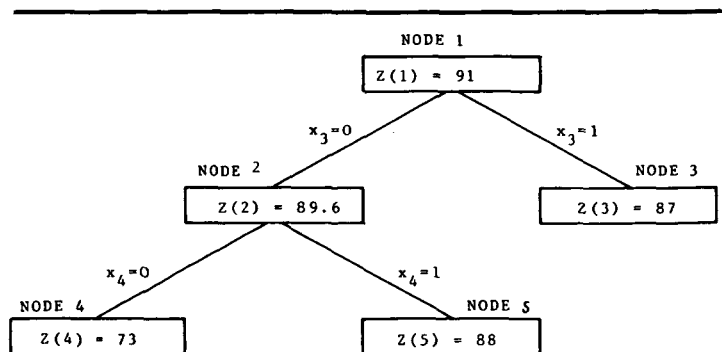 NODE 1
Z(1) = 91
x3=0
x3=1
NODE 2
NODE 3
Z(2) = 89.6
Z(3) = 87
x4=0
x4=1
NODE 4
NODE 5
Z(4) = 73
Z(5) = 88